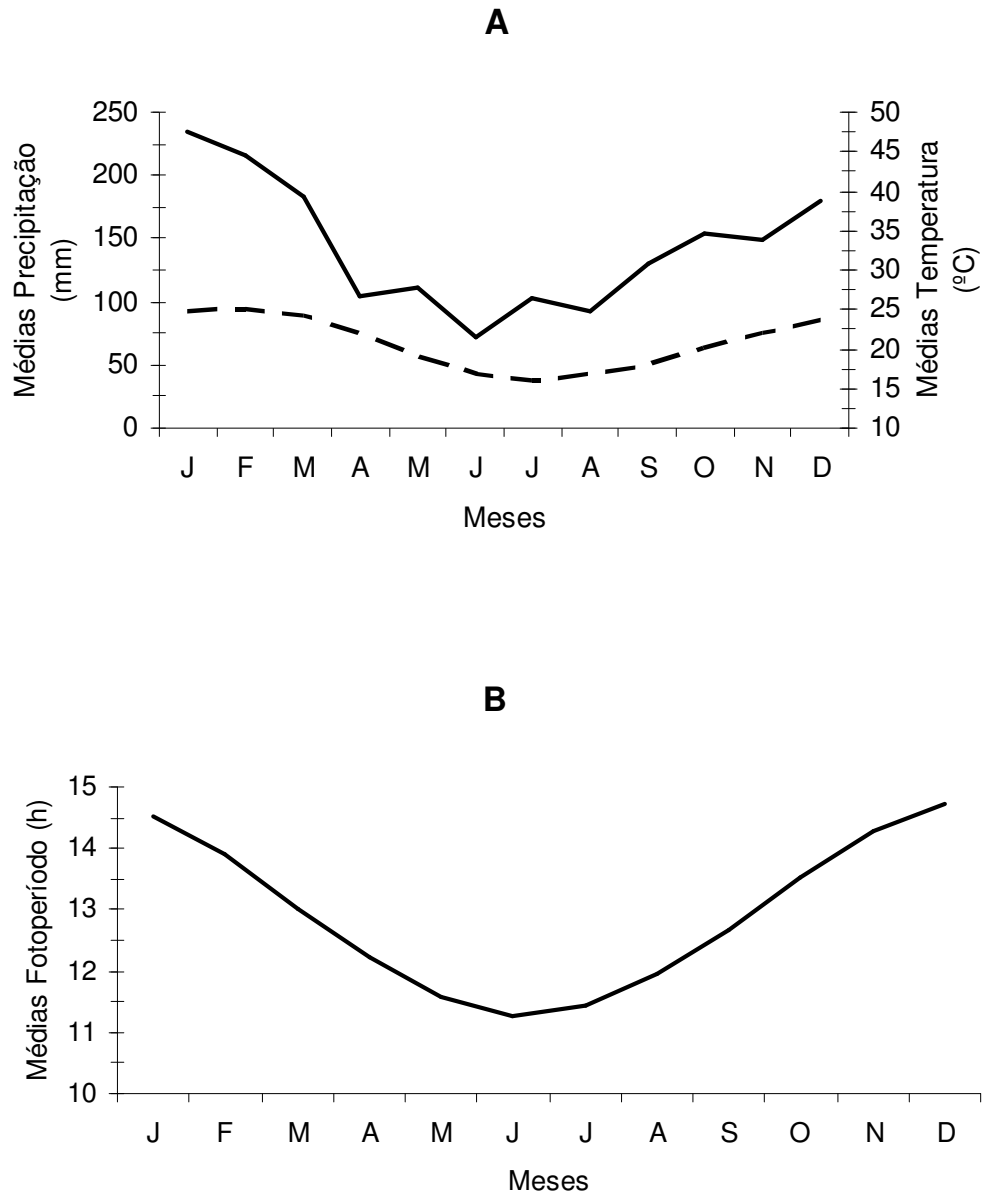 A
Médias Precipitação
(mm)
250
200
150
100
50
0
50
45
40
35
30
25
20
15
10
Médias Temperatura
(ºC)
J F M A M J J A S O N D
Meses
B
Médias Fotoperíodo (h)
15
14
13
12
11
10
J F M A M J J A S O N D
Meses